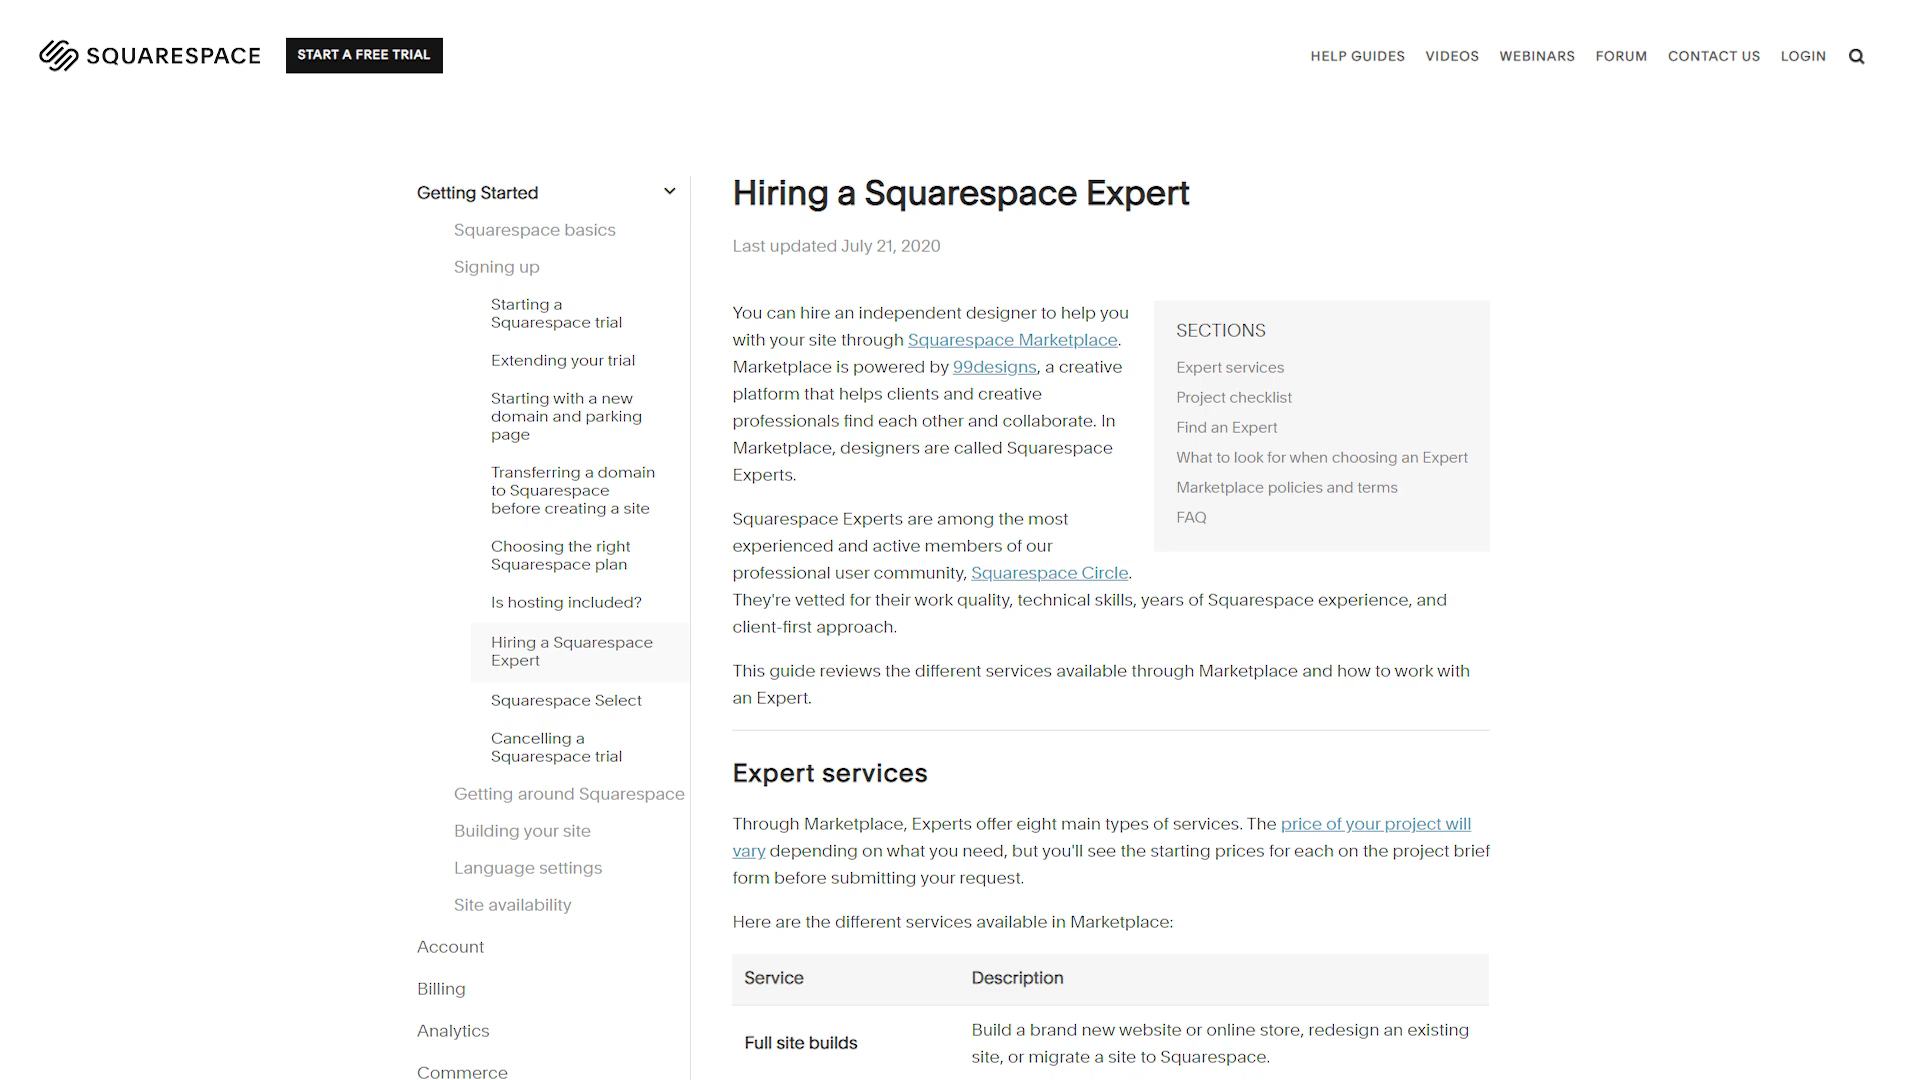 SQUARESPACE
START A FREE TRIAL
HELP GUIDES
VIDEOS
WEBINARS
FORUM
CONTACT US
LOGIN
Getting Started
Squarespace basics
Signing up
Starting a
Squarespace trial
Extending your trial
Starting with a new
domain and parking
page
Transferring a domain
to Squarespace
before creating a site
Choosing the right
Squarespace plan
Is hosting included?
Hiring a Squarespace
Expert
Squarespace Select
Cancelling a
Squarespace trial
Getting around Squarespace
Building your site
Language settings
Site availability
Account
Billing
Analytics
Commerce
Hiring a Squarespace Expert
Last updated July 21, 2020
You can hire an independent designer to help you
with your site through Squarespace Marketplace.
Marketplace is powered by 99designs, a creative
platform that helps clients and creative
professionals find each other and collaborate. In
Marketplace, designers are called Squarespace
Experts.
Squarespace Experts are among the most
experienced and active members of our
professional user community, Squarespace Circle.
They're vetted for their work quality, technical skills, years of Squarespace experience, and
client-first approach.
This guide reviews the different services available through Marketplace and how to work with
an Expert.
SECTIONS
Expert services
Project checklist
Find an Expert
What to look for when choosing an Expert
Marketplace policies and terms
FAQ
Expert services
Through Marketplace, Experts offer eight main types of services. The price of your project will
vary depending on what you need, but you'll see the starting prices for each on the project brief
form before submitting your request.
Here are the different services available in Marketplace:
Service
Description
Full site builds
Build a brand new website or online store, redesign an existing
site, or migrate a site to Squarespace.